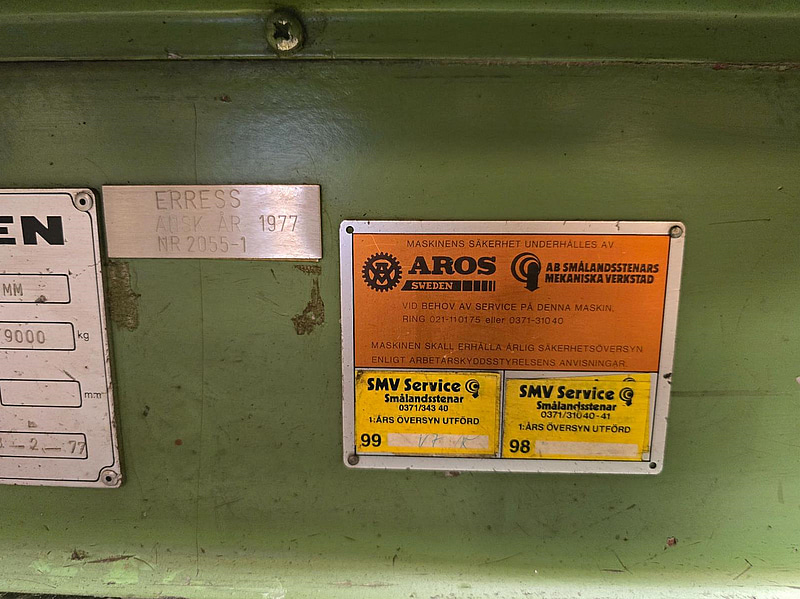 EN
MM
9000
kg
mm
2-77
ERRESS
ANSK ÅR 1977
NR 2055-1
MASKINENS SÄKERHET UNDERHÅLLES AV
AROS
SWEDEN
AB SMÅLANDSSTENARS
MEKANISKA VERKSTAD
VID BEHOV AV SERVICE PÅ DENNA MASKIN,
RING 021-110175 eller 0371-31040
MASKINEN SKALL ERHÅLLA ÅRLIG SÄKERHETSÖVERSYN
ENLIGT ARBETARSKYDDSSTYRELSENS ANVISNINGAR.
SMV Service
Smålandsstenar
0371/343 40
1:ÅRS ÖVERSYN UTFÖRD
99
SMV Service
Smålandsstenar
0371/31040-41
1:ÅRS ÖVERSYN UTFÖRD
98